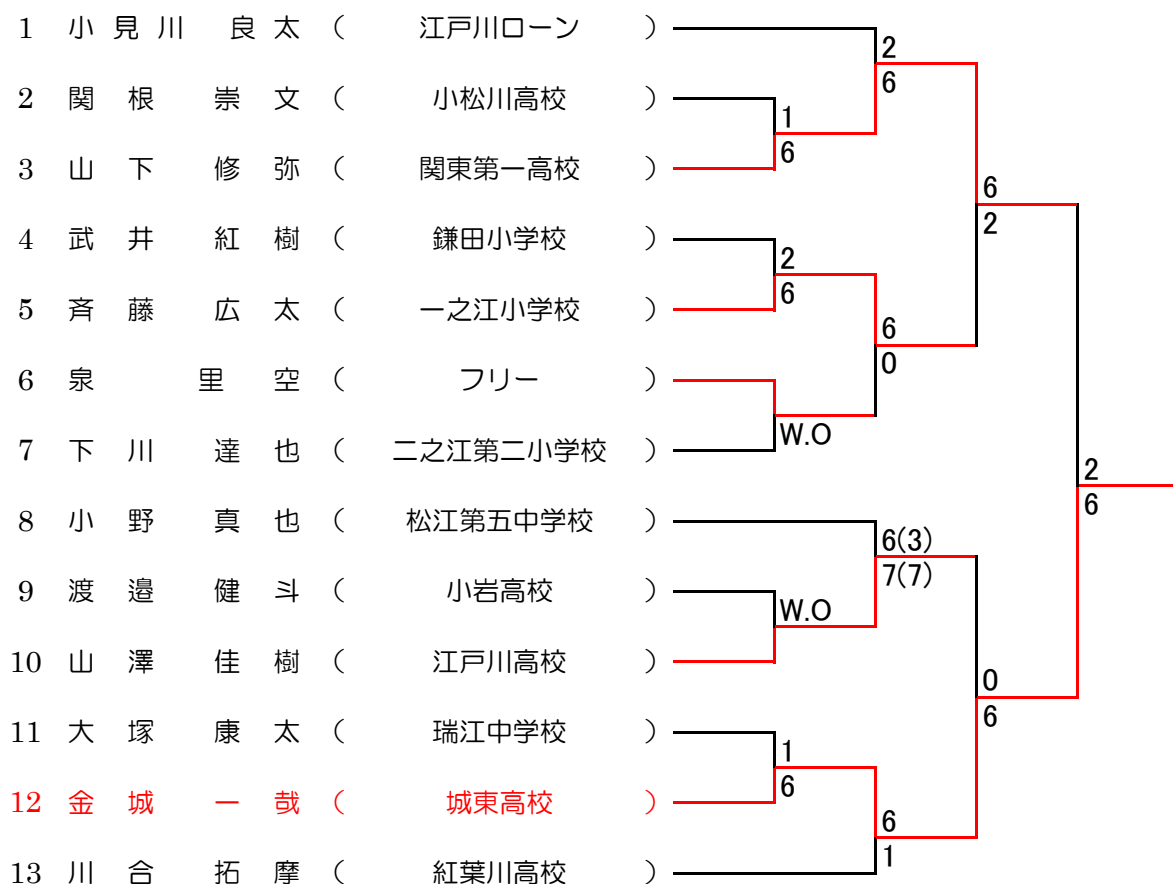 1 小見川 良太 ( 江戸川ローン )
2
6
2 関根 崇文 ( 小松川高校 )
1
6
3 山下 修弥 ( 関東第一高校 )
6
2
4 武井 紅樹 ( 鎌田小学校 )
2
6
5 斉藤 広太 ( 一之江小学校 )
6
0
6 泉 里空 ( フリー )
W.O
7 下川 達也 ( 二之江第二小学校 )
2
6
8 小野 真也 ( 松江第五中学校 )
6(3)
7(7)
9 渡邉 健斗 ( 小岩高校 )
W.O
10 山澤 佳樹 ( 江戸川高校 )
0
6
11 大塚 康太 ( 瑞江中学校 )
1
6
12 金城 一哉 ( 城東高校 )
6
1
13 川合 拓摩 ( 紅葉川高校 )